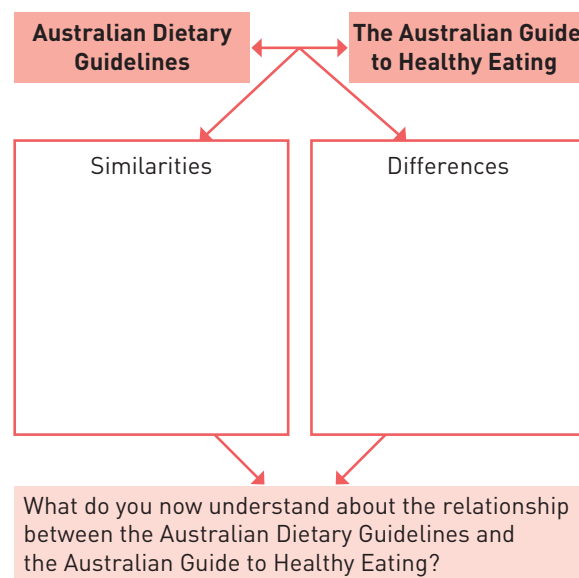 Australian Dietary
Guidelines
The Australian Guide
to Healthy Eating
Similarities
Differences
What do you now understand about the relationship
between the Australian Dietary Guidelines and
the Australian Guide to Healthy Eating?